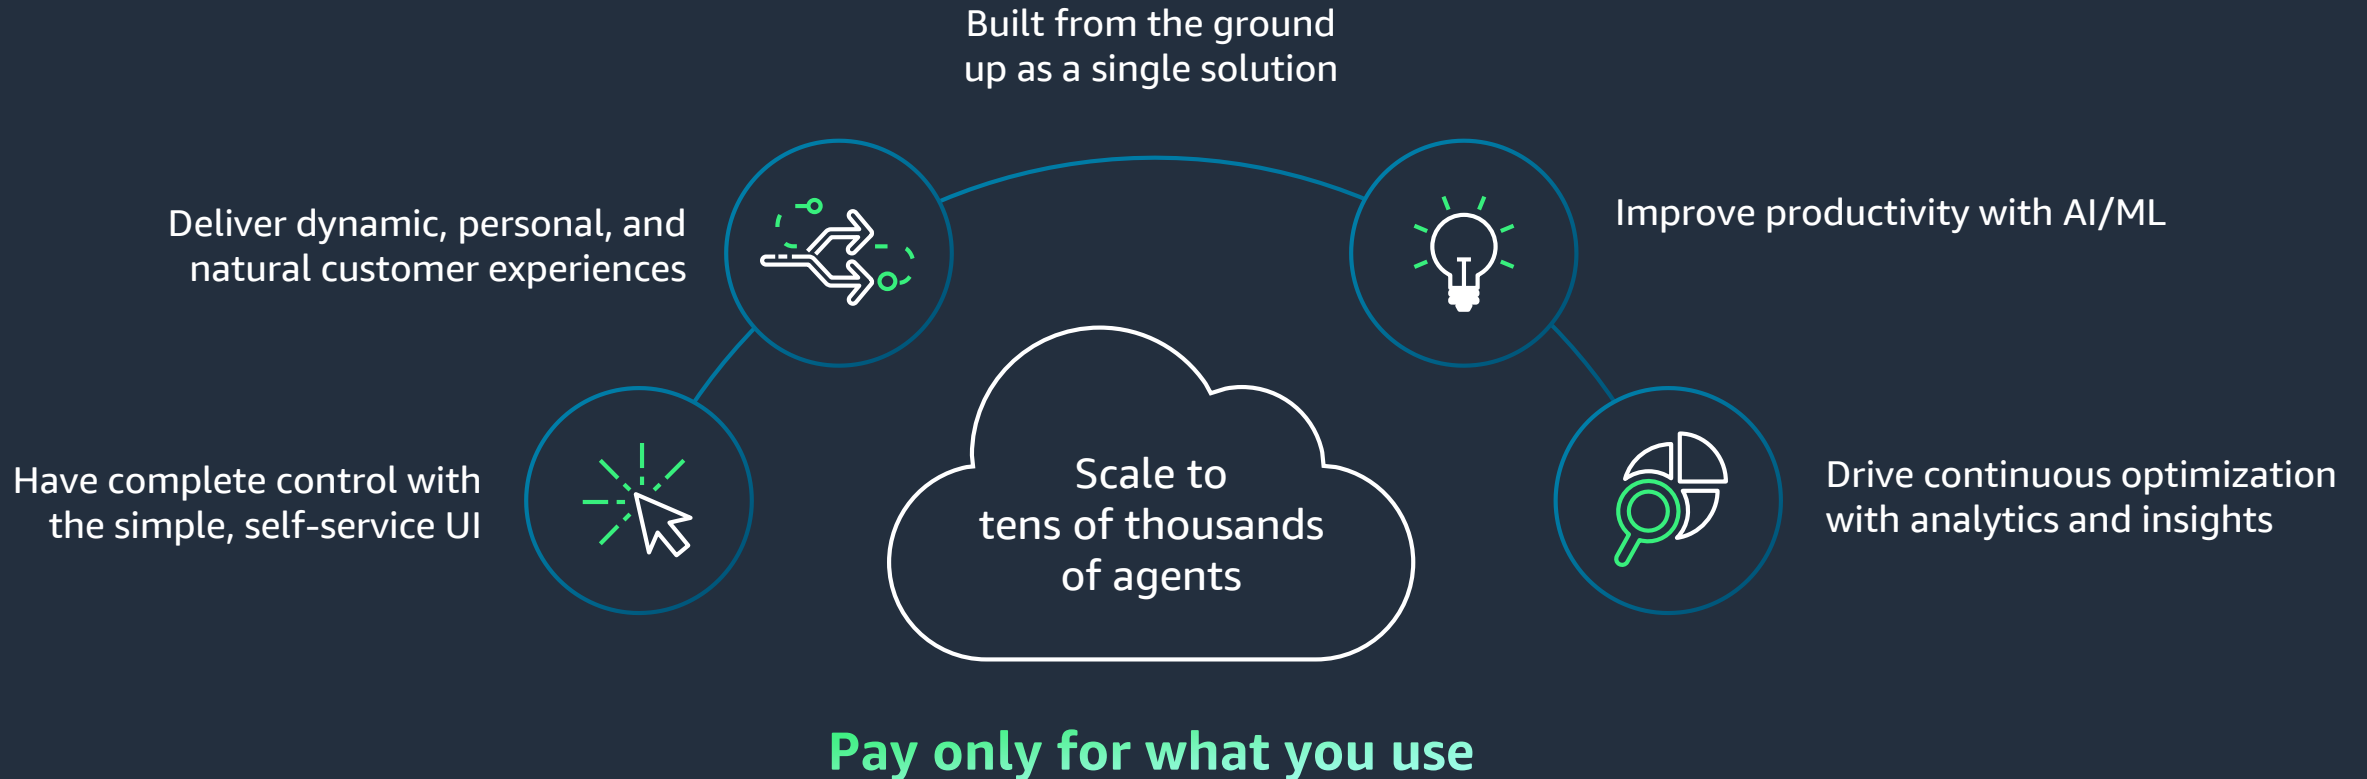 Built from the ground
up as a single solution
Deliver dynamic, personal, and
natural customer experiences
Improve productivity with AI/ML
Have complete control with
the simple, self-service UI
Scale to
tens of thousands
of agents
Drive continuous optimization
with analytics and insights
Pay only for what you use